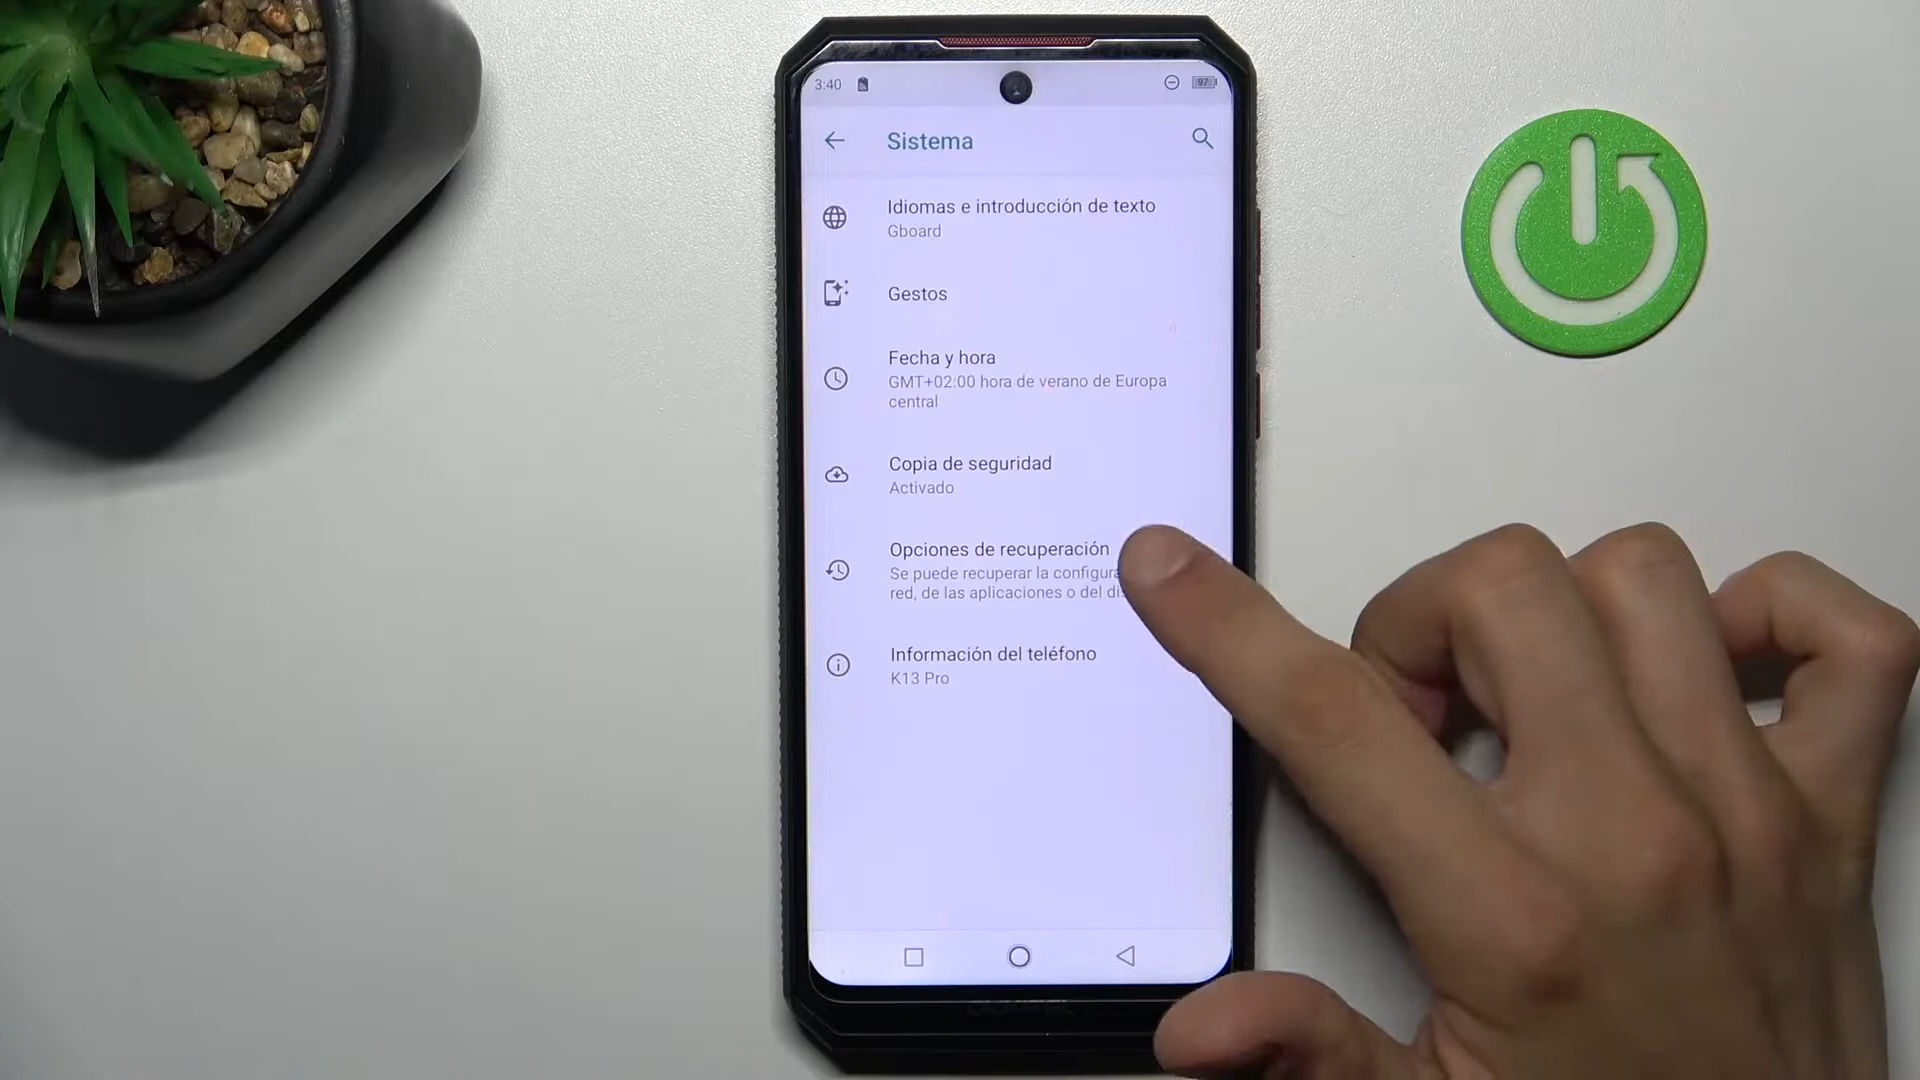 3:40
97
Sistema
Idiomas e introducción de texto
Gboard
Gestos
Fecha y hora
GMT+02:00 hora de verano de Europa
central
Copia de seguridad
Activado
Opciones de recuperación
Se puede recuperar la
red, de las aplicaciones o del
Información del teléfono
K13 Pro